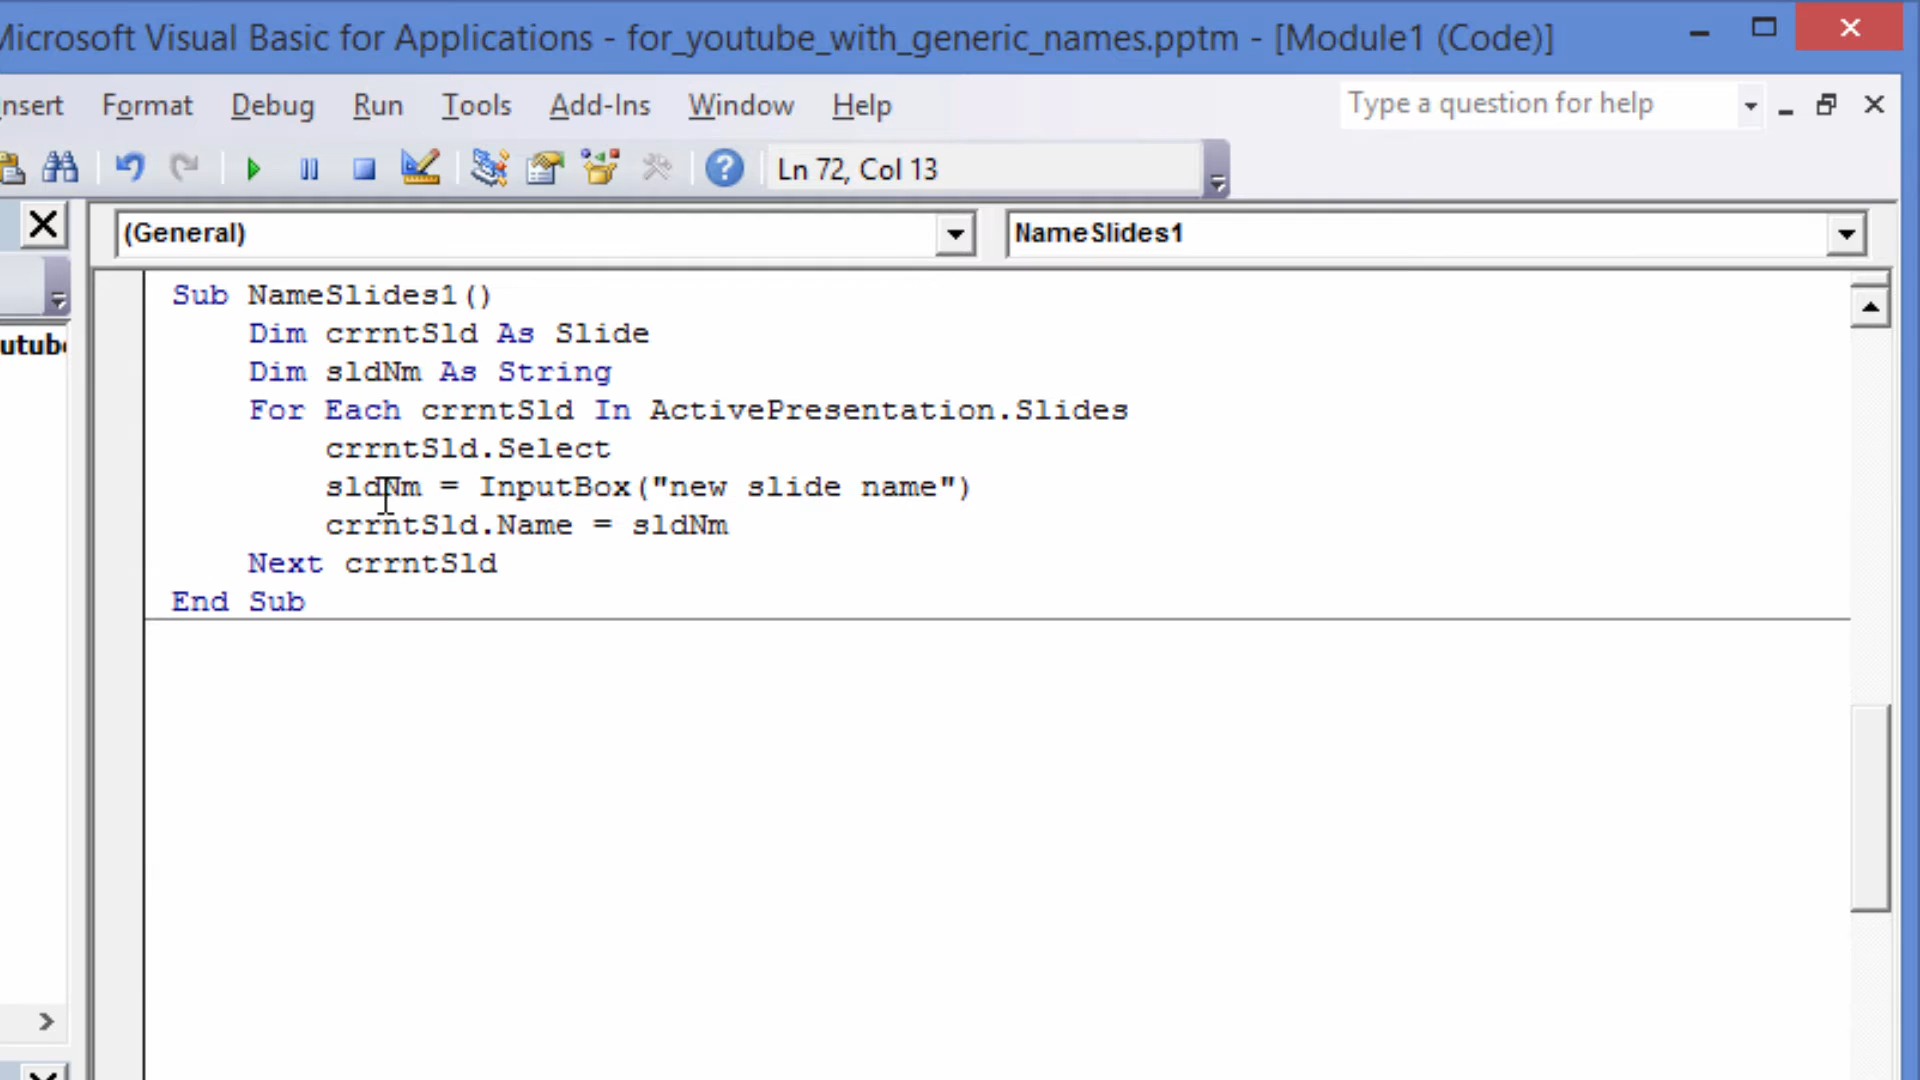 Microsoft Visual Basic for Applications - for_youtube_with_generic_names.pptm - [Module1 (Code)]
nsert Format Debug Run Tools Add-Ins Window Help Type a question for help
Ln 72, Col 13
(General) NameSlides1
utub
Sub NameSlides1()
Dim crrntSld As Slide
Dim sldNm As String
For Each crrntSld In ActivePresentation.Slides
crrntSld.Select
sldNm = InputBox("new slide name")
crrntSld.Name = sldNm
Next crrntSld
End Sub